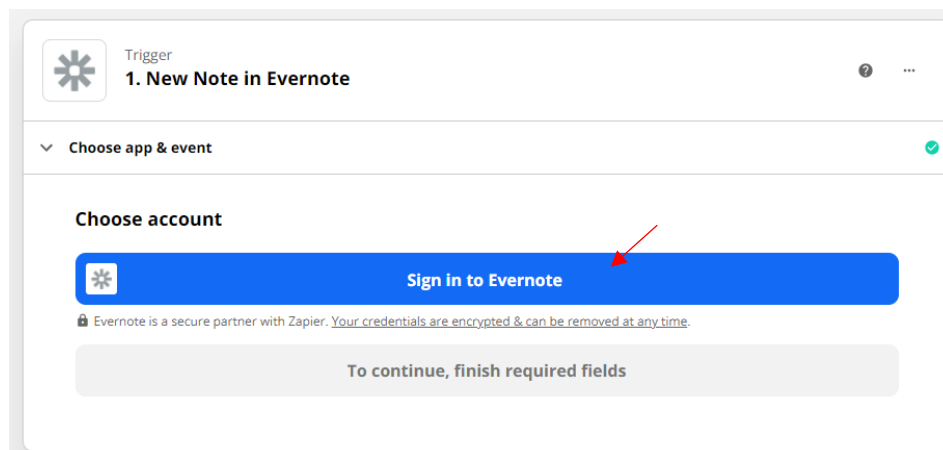 Trigger
1. New Note in Evernote
Choose app & event
Choose account
Sign in to Evernote
Evernote is a secure partner with Zapier. Your credentials are encrypted & can be removed at any time.
To continue, finish required fields